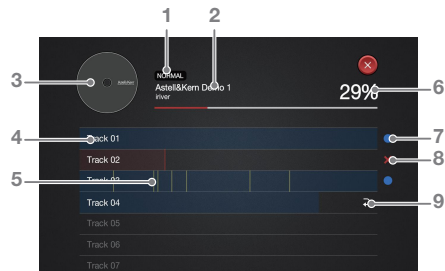 1
2
3
NORMAL
Astell&Kern Demo 1
iriver
29%
6
4
Track 01
7
Track 02
8
5
Track 03
Track 04
9
Track 05
Track 06
Track 07